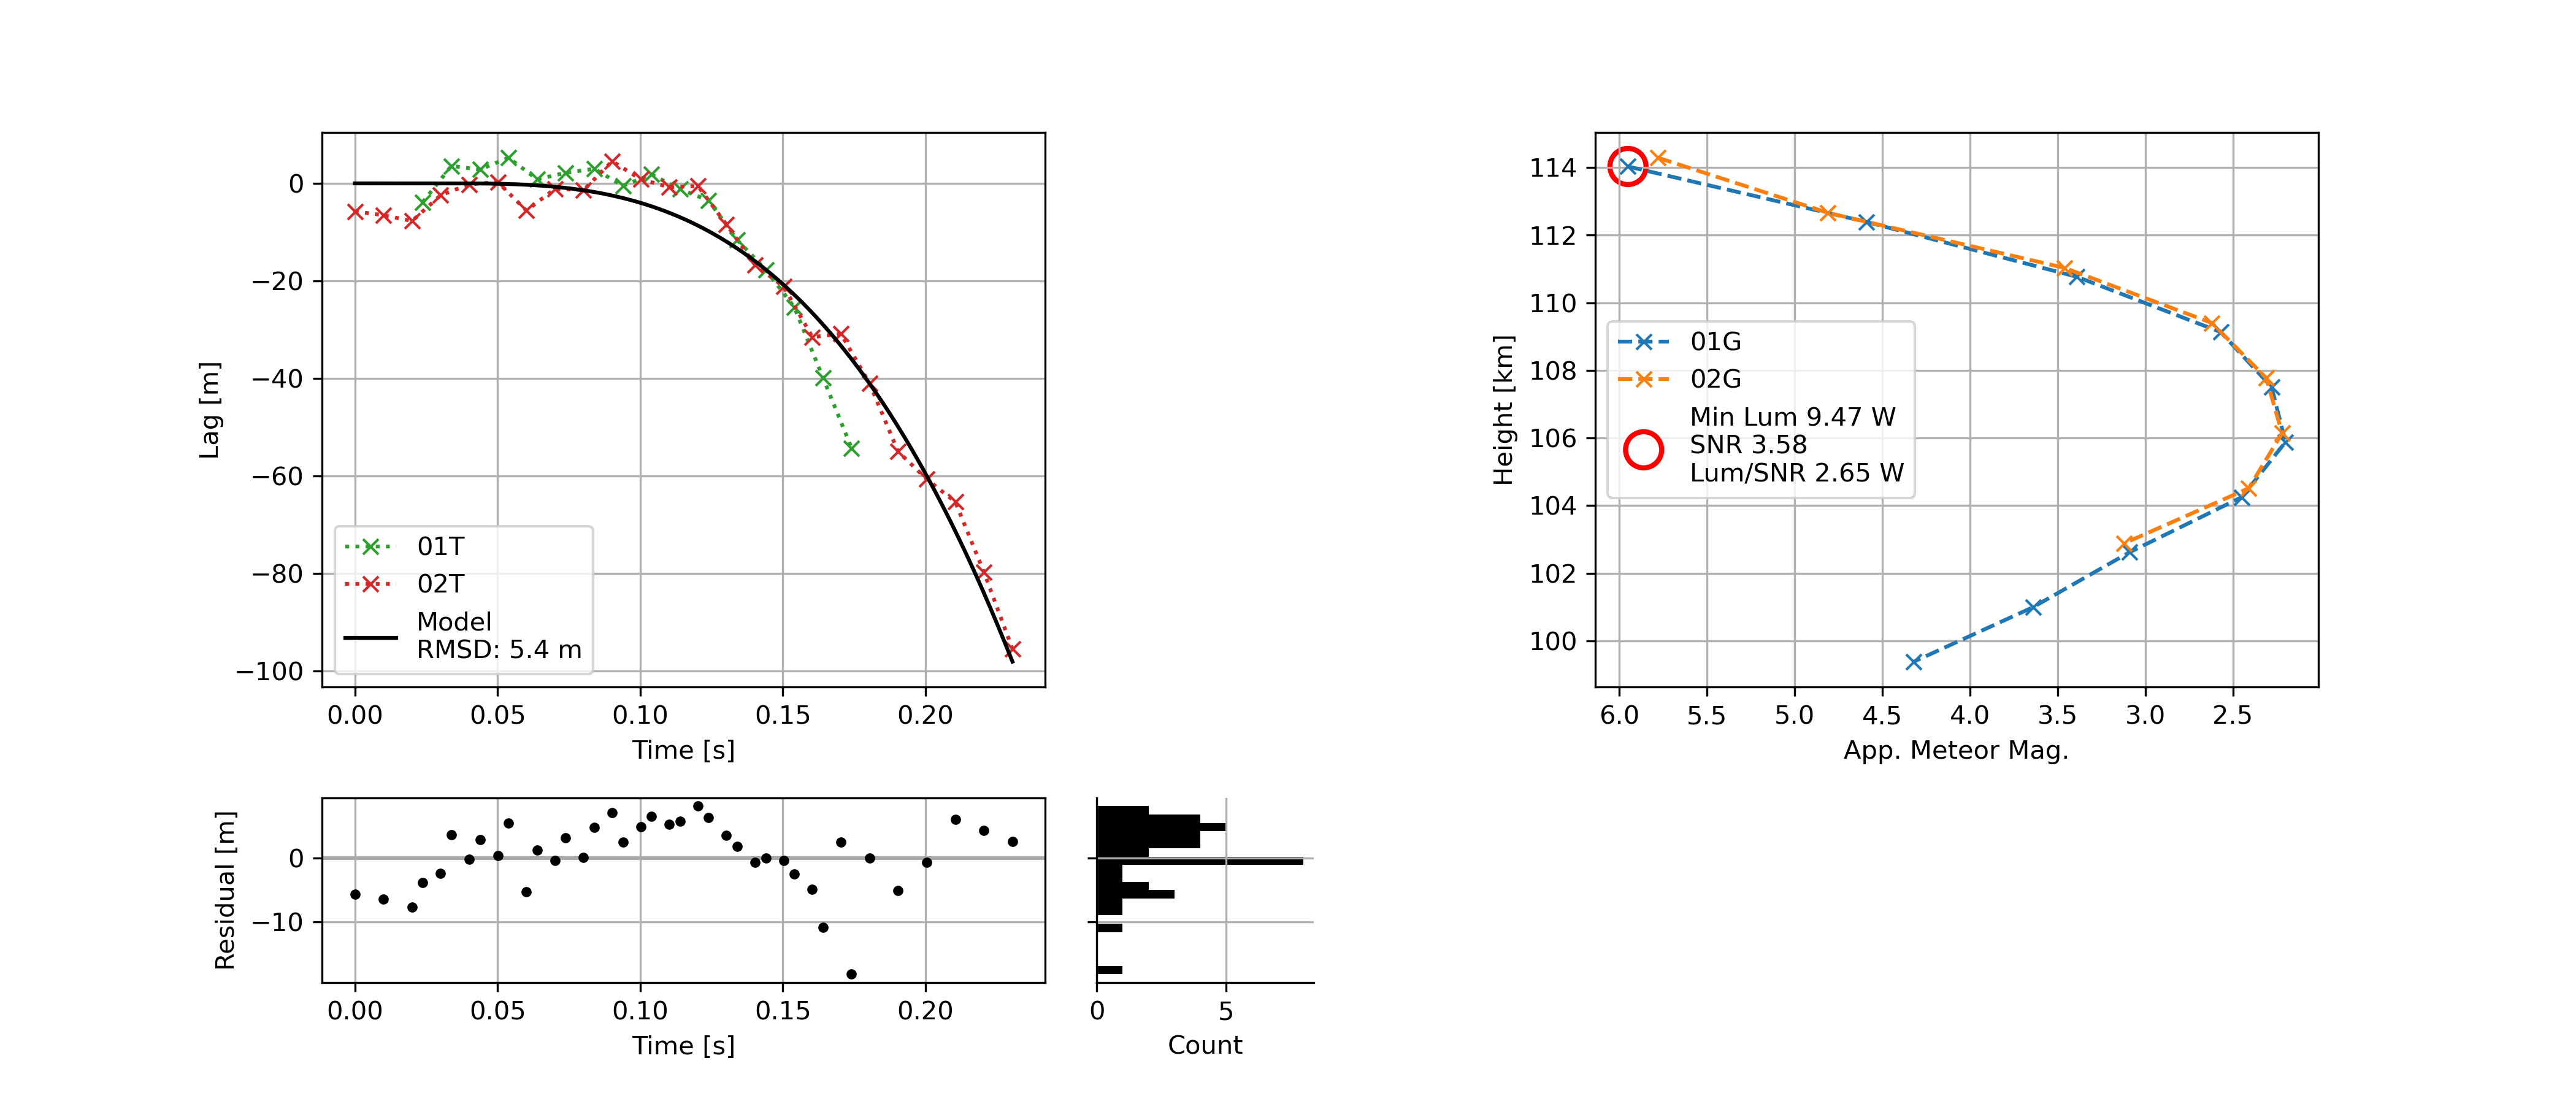 0
−20
−40
−60
−80
−100
Lag [m]
01T
02T
Model
RMSD: 5.4 m
0.00 0.05 0.10 0.15 0.20
Time [s]
114
112
110
108
106
104
102
100
Height [km]
01G
02G
Min Lum 9.47 W
SNR 3.58
Lum/SNR 2.65 W
6.0 5.5 5.0 4.5 4.0 3.5 3.0 2.5
App. Meteor Mag.
0
−10
Residual [m]
0.00 0.05 0.10 0.15 0.20
Time [s]
0 5
Count